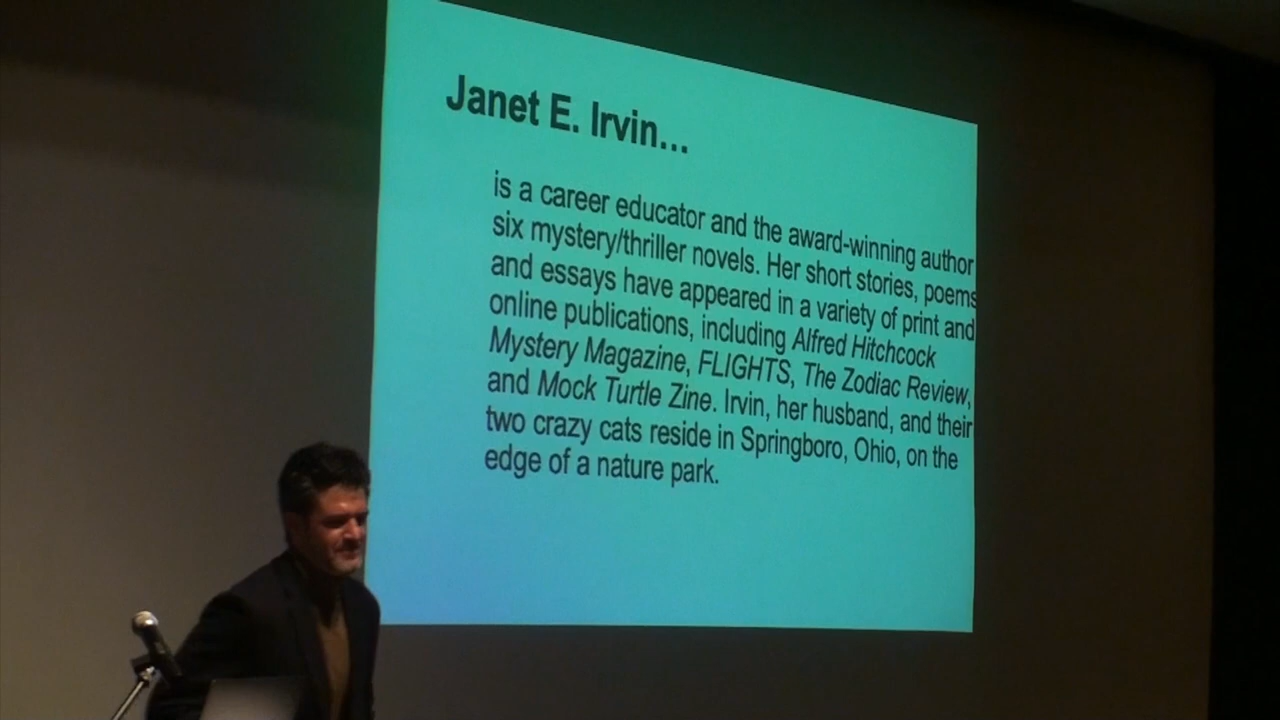 Janet E. Irvin...
is a career educator and the award-winning author
six mystery/thriller novels. Her short stories, poems
and essays have appeared in a variety of print and
online publications, including Alfred Hitchcock
Mystery Magazine, FLIGHTS, The Zodiac Review,
and Mock Turtle Zine. Irvin, her husband, and their
two crazy cats reside in Springboro, Ohio, on the
edge of a nature park.